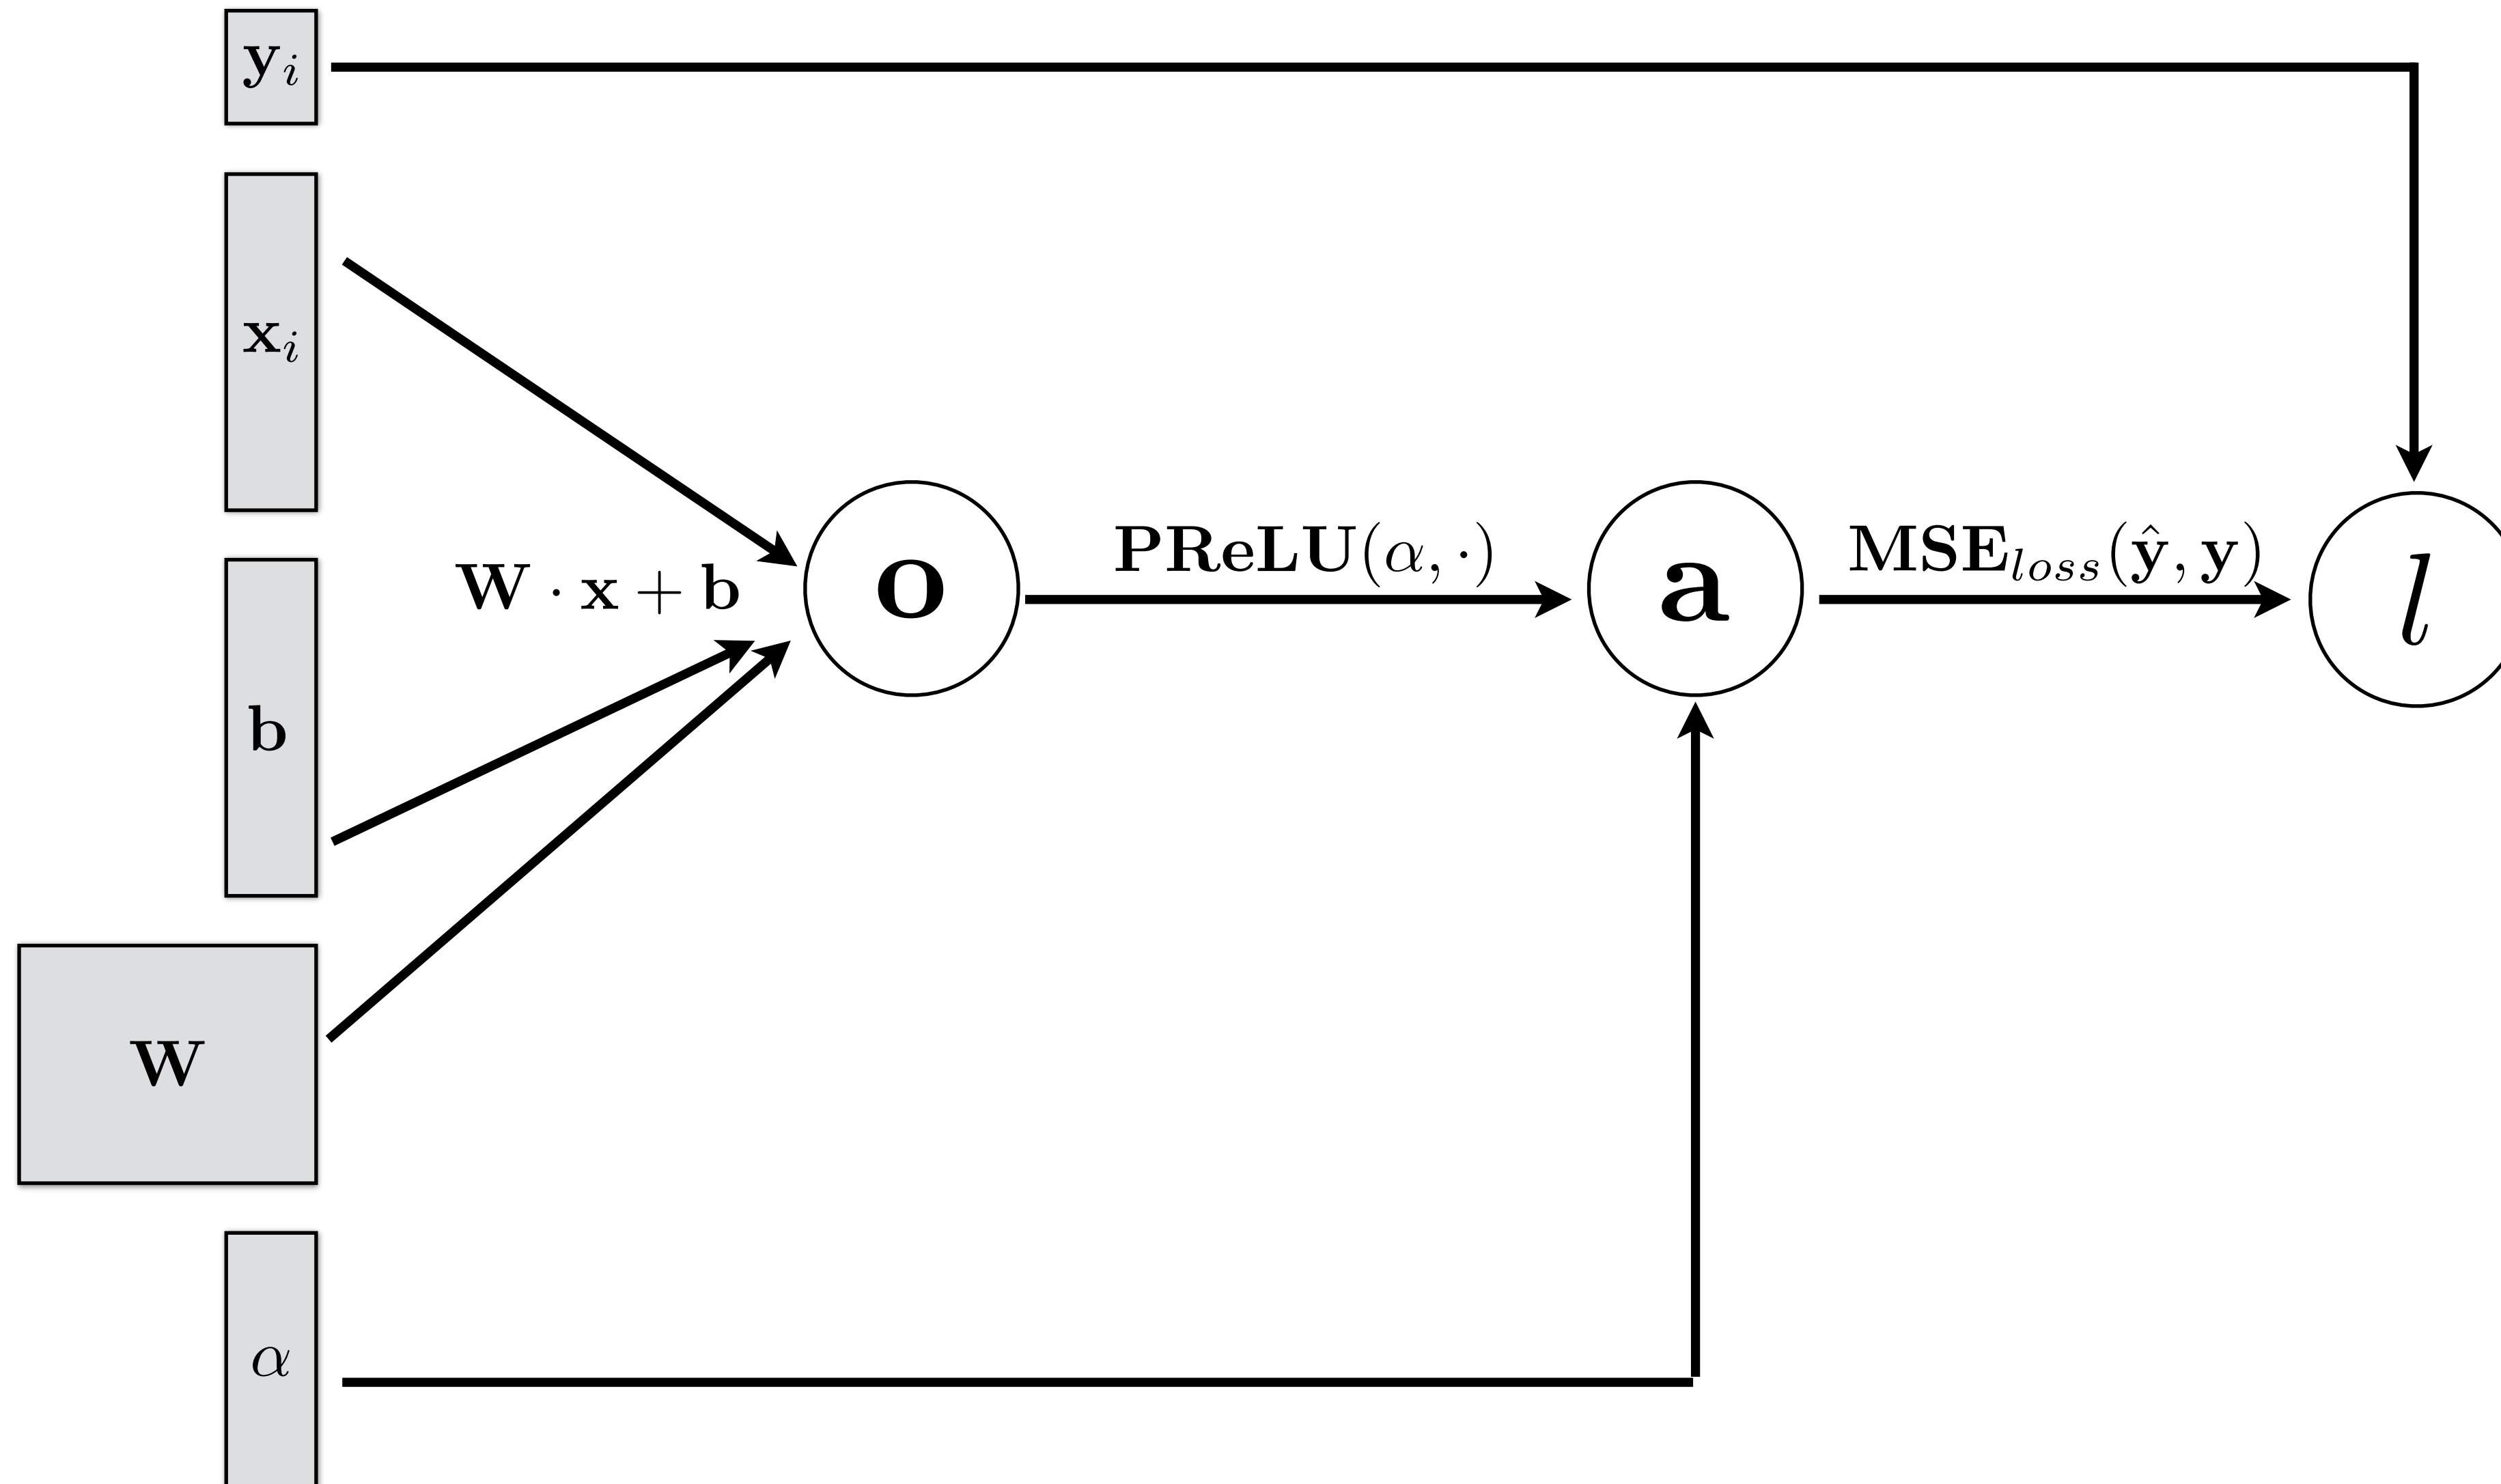 y_i
x_i
W · x + b
o
PReLU(α, ·)
a
MSE_loss(ŷ, y)
l
b
W
α